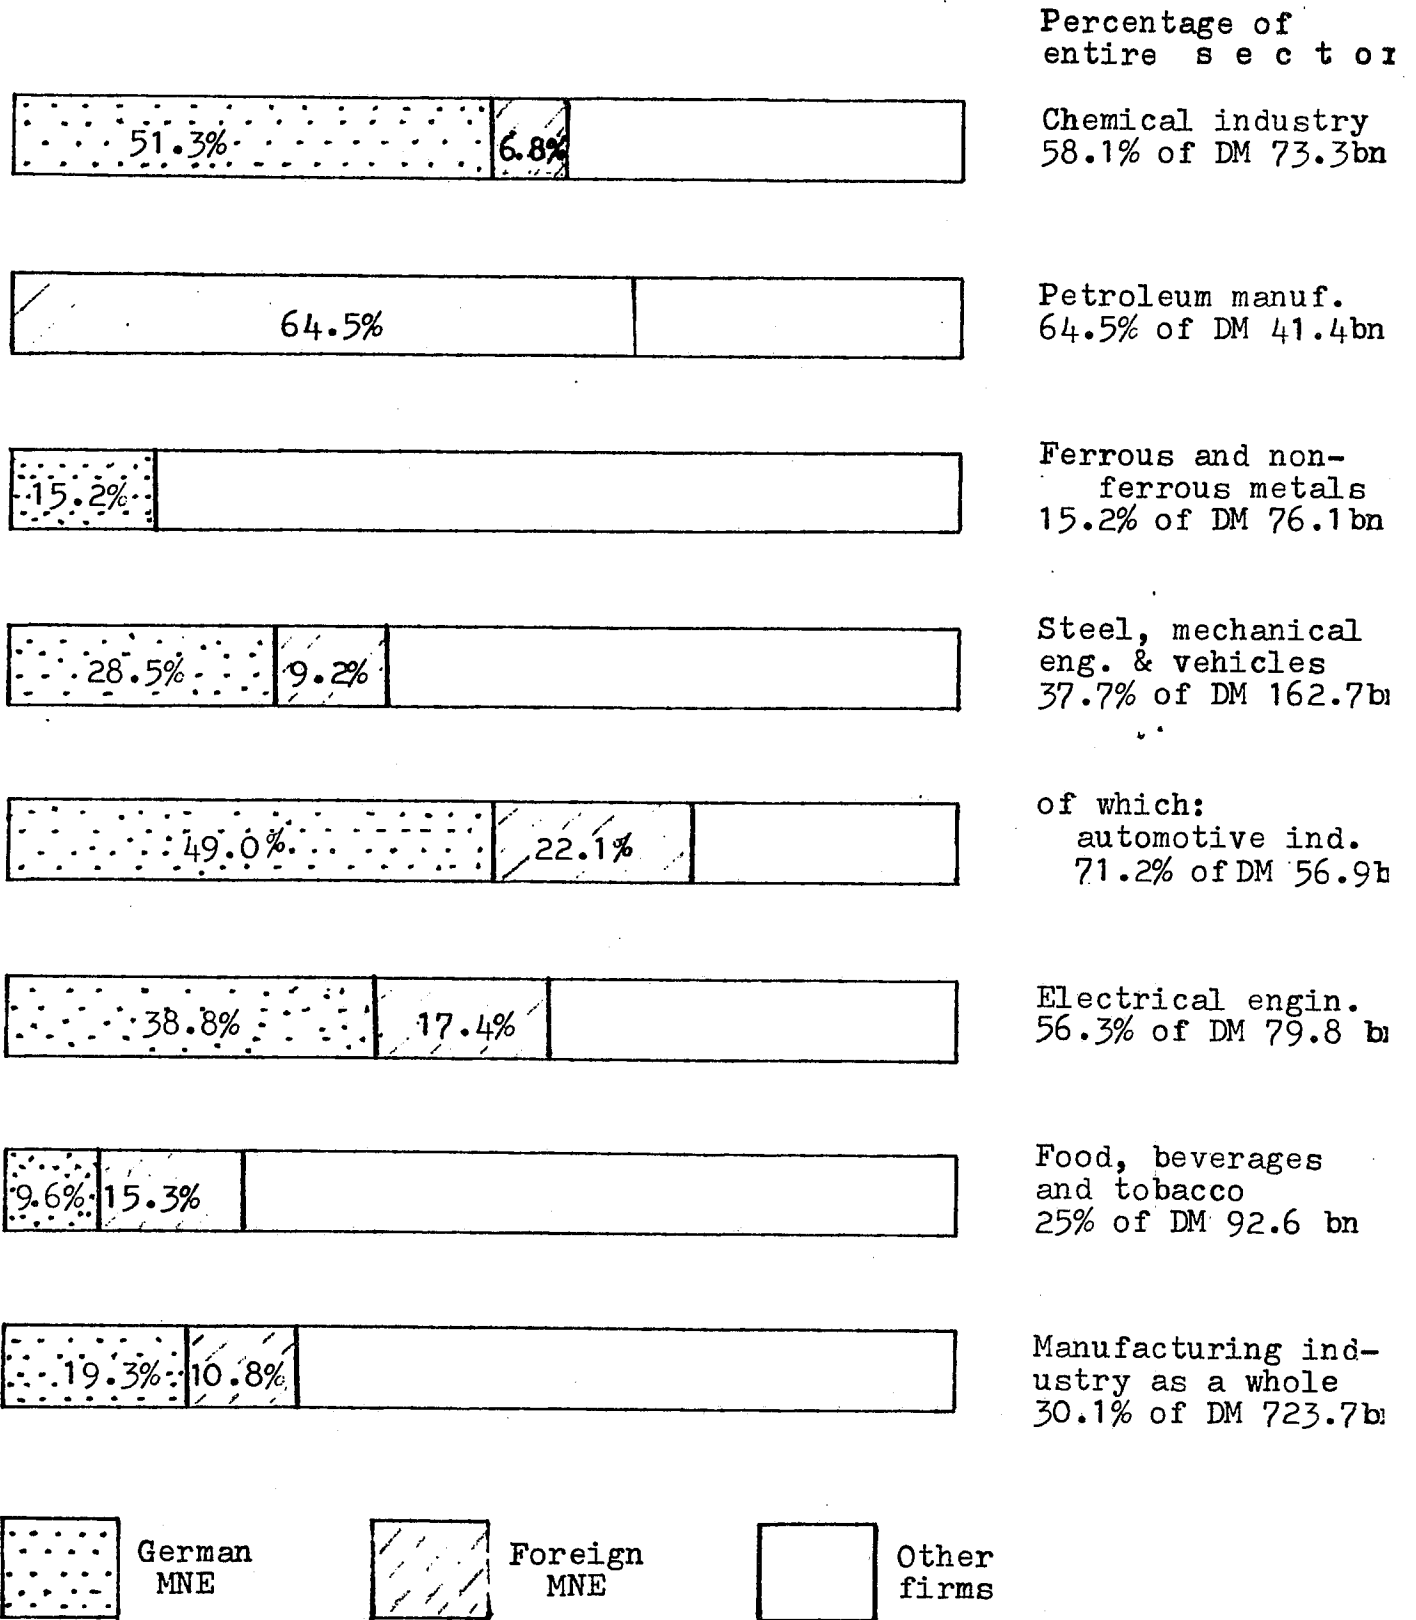 Percentage of
entire s e c t or
51.3% 6.8%
Chemical industry
58.1% of DM 73.3bn
64.5%
Petroleum manuf.
64.5% of DM 41.4bn
15.2%
Ferrous and non-
ferrous metals
15.2% of DM 76.1bn
28.5% 9.2%
Steel, mechanical
eng. & vehicles
37.7% of DM 162.7b
49.0% 22.1%
of which:
automotive ind.
71.2% of DM 56.9b
38.8% 17.4%
Electrical engin.
56.3% of DM 79.8 b
9.6% 15.3%
Food, beverages
and tobacco
25% of DM 92.6 bn
19.3% 10.8%
Manufacturing ind-
ustry as a whole
30.1% of DM 723.7b
German
MNE
Foreign
MNE
Other
firms